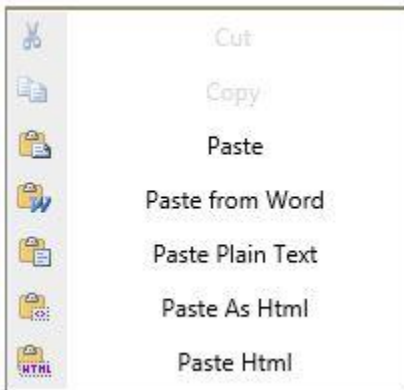 Cut
Copy
Paste
Paste from Word
Paste Plain Text
Paste As Html
Paste Html